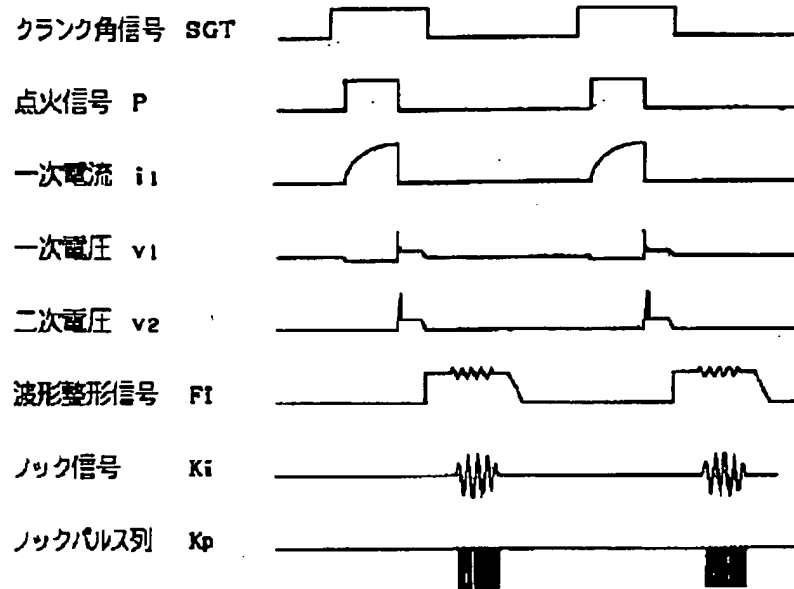 クランク角信号 SGT
点火信号 P
一次電流 i1
一次電圧 v1
二次電圧 v2
波形整形信号 FI
ノック信号 Ki
ノックパルス列 Kp